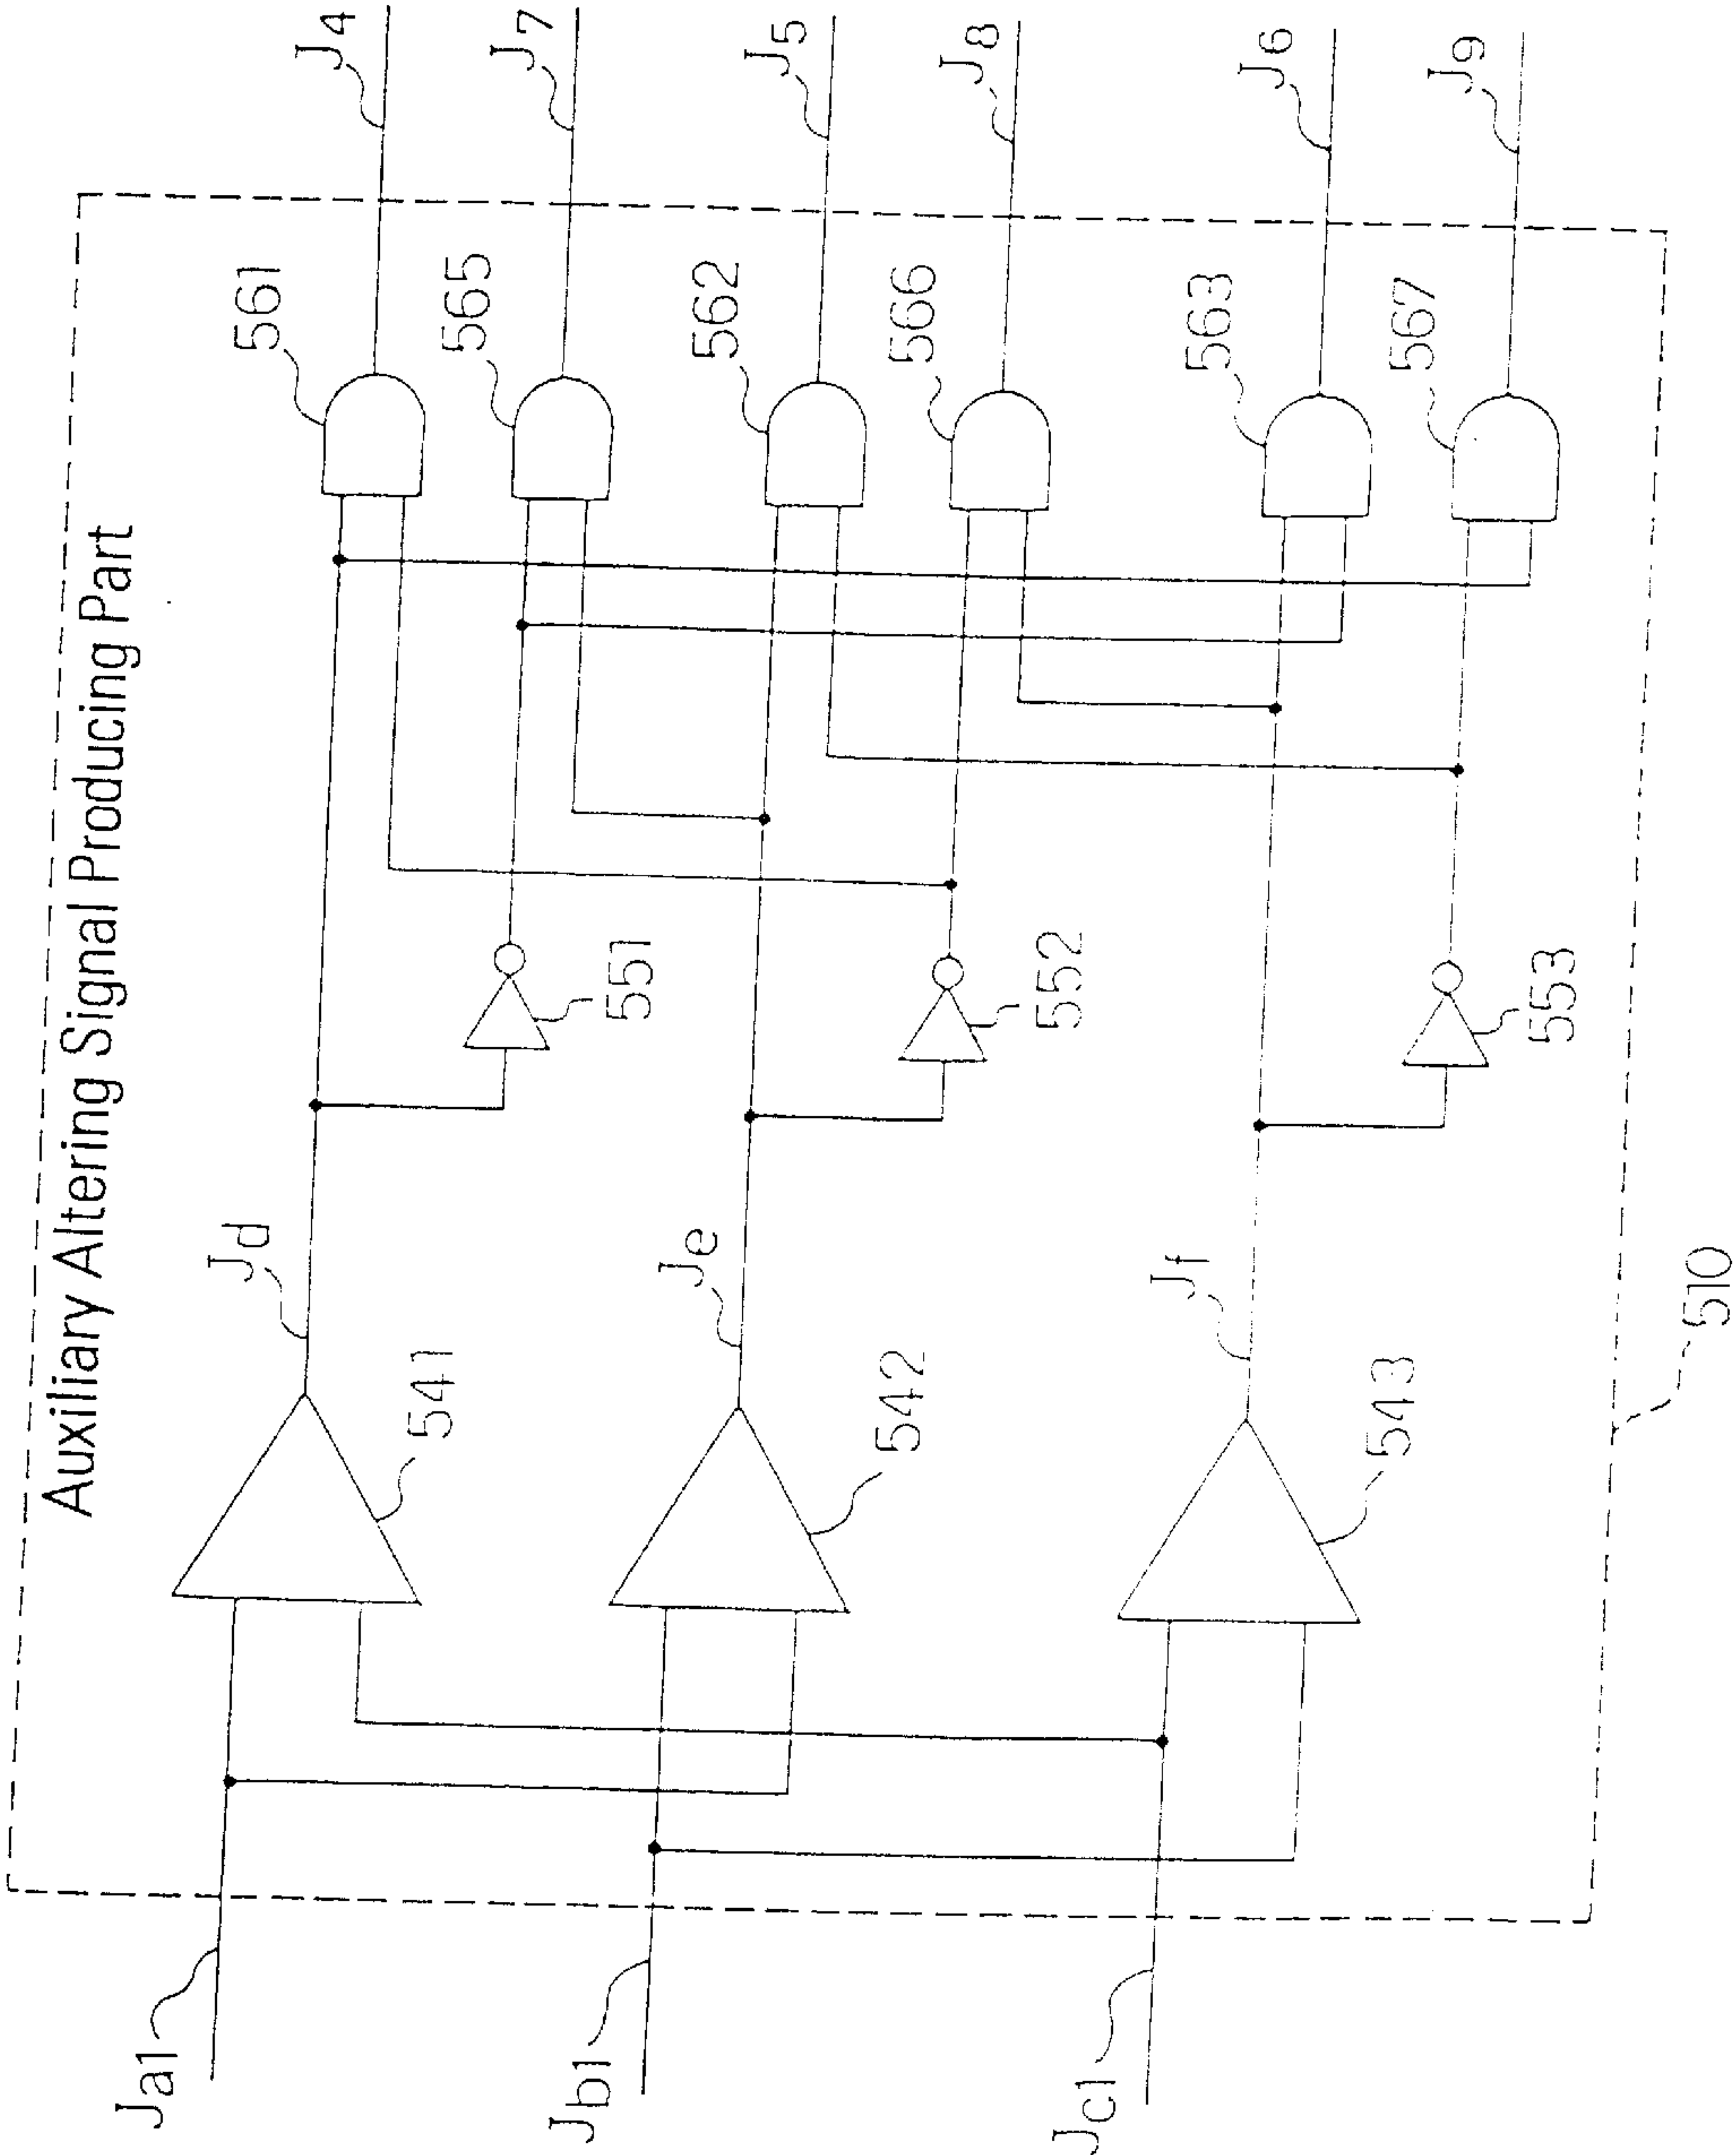 Auxiliary Altering Signal Producing Part
Ja1
Jb1
Jc1
541
542
543
Jd
Je
Jf
551
552
553
561
565
562
566
563
567
J4
J7
J5
J8
J6
J9
510